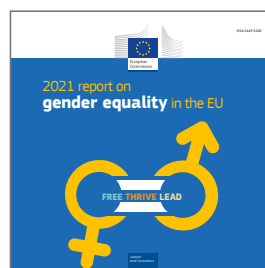 European
Commission
2021 report on
gender equality in the EU
FREE THRIVE LEAD
Justice
and Consumers